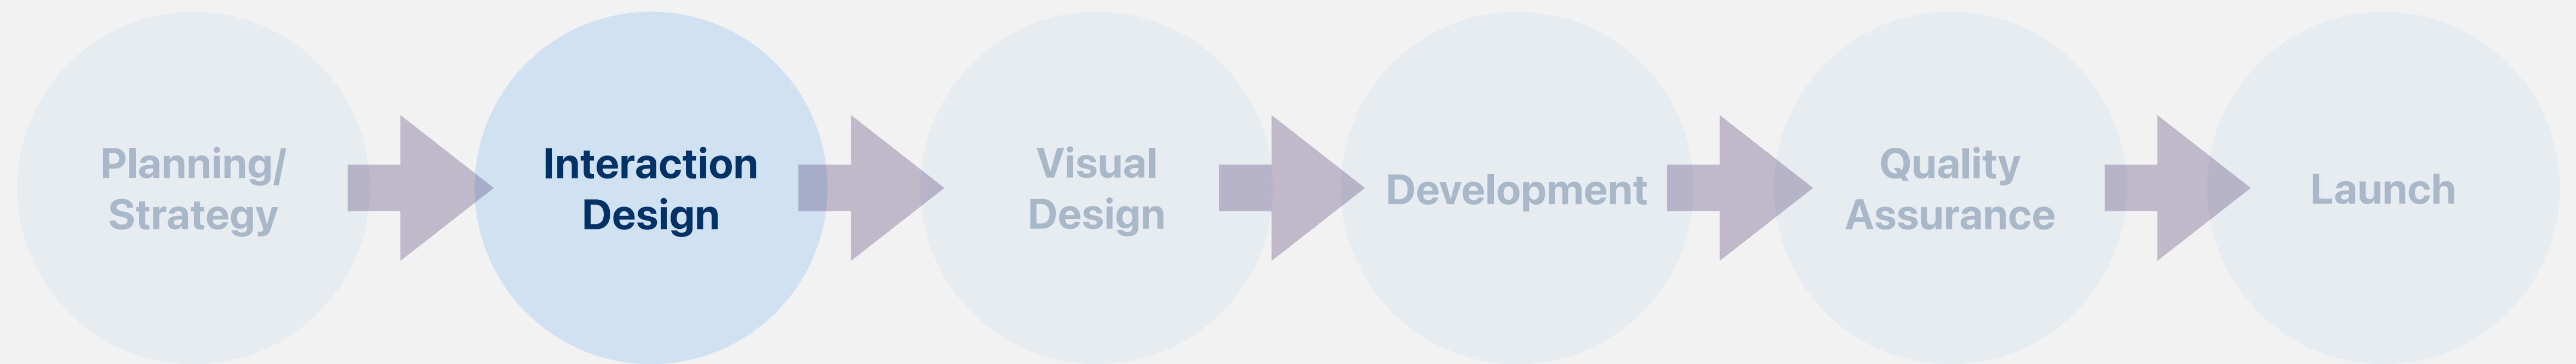 Planning/
Strategy
Interaction
Design
Visual
Design
Development
Quality
Assurance
Launch